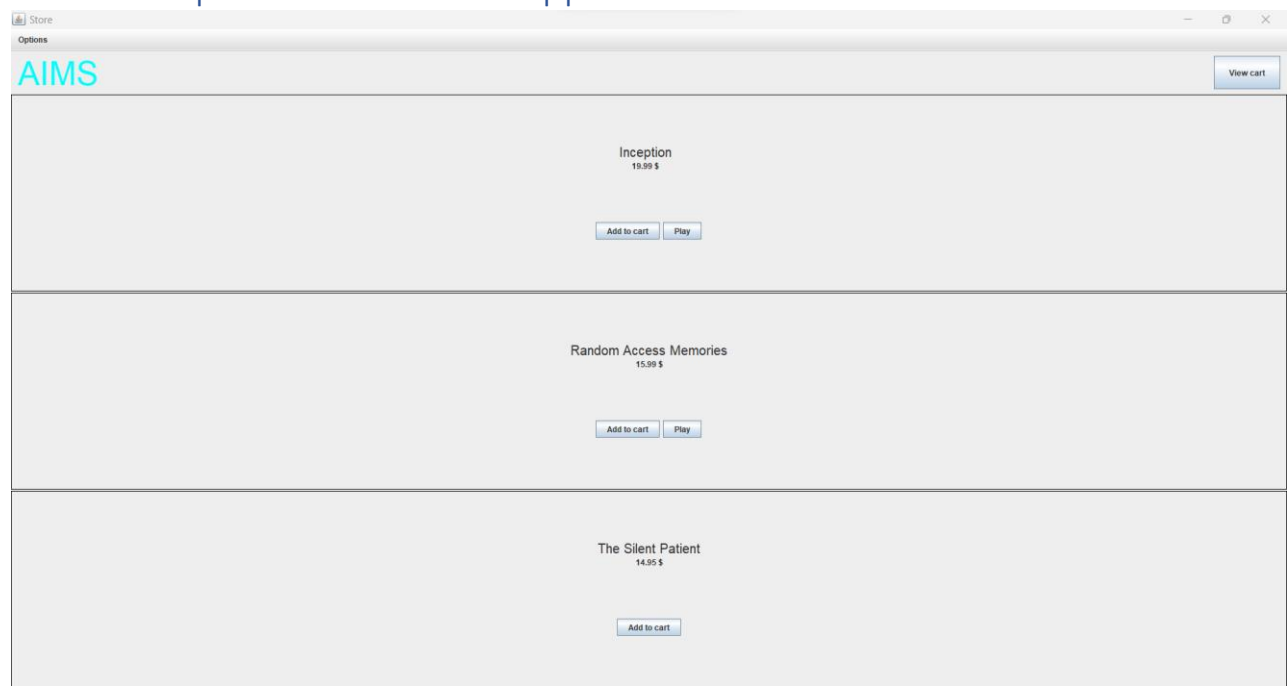 Store
Options
AIMS
View cart
Inception
19.99 $
Add to cart Play
Random Access Memories
15.99 $
Add to cart Play
The Silent Patient
14.95 $
Add to cart